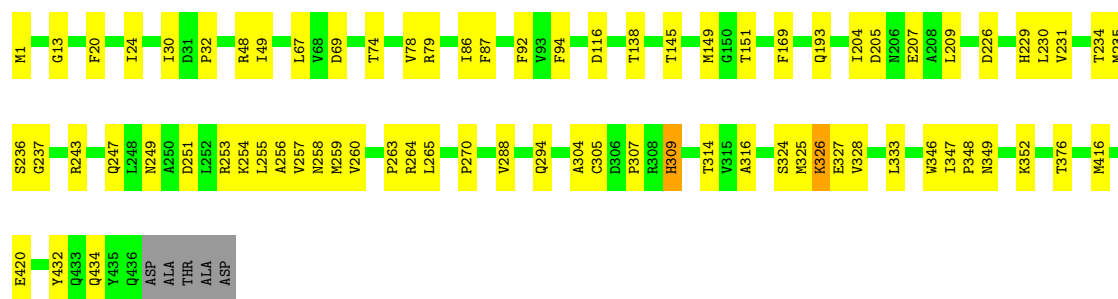 M1 G13 F20 I24 I30 D31 P32 R48 I49 L67 V68 D69 T74 V78 R79 I86 F87 F92 V93 F94 D116 T138 T145 M149 G150 T151 F169 Q193 I204 D205 N206 E207 A208 L209 D226 H229 L230 V231 T234 M235
S236 G237 R243 Q247 L248 N249 A250 D251 L252 R253 K254 L255 A256 V257 N258 M259 V260 P263 R264 L265 P270 V288 Q294 A304 C305 D306 P307 R308 H309 T314 V315 A316 S324 M325 K326 E327 V328 L333 W346 I347 P348 N349 K352 T376 M416
E420 Y432 Q433 Q434 Y435 Q436 ASP ALA THR ALA ASP